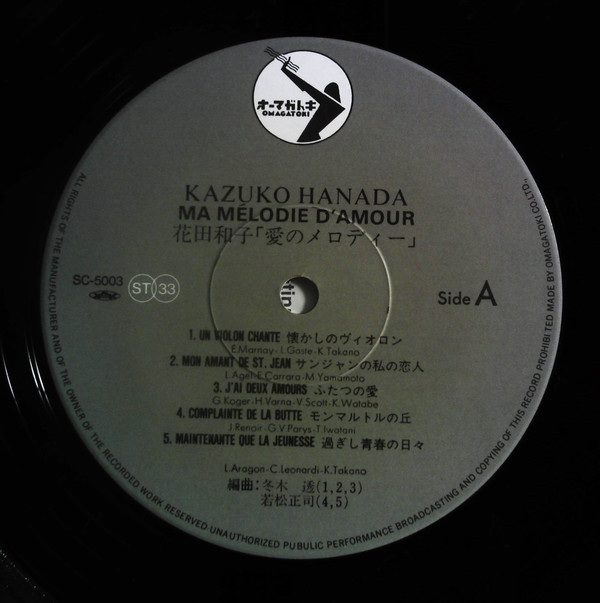 オーマガトキ
OMAGATOKI
KAZUKO HANADA
MA MÉLODIE D'AMOUR
花田和子「愛のメロディー」
SC-5003 ST 33
Side A
1. UN VIOLON CHANTE 懐かしのヴィオロン
E.Marnay-L.Gaste-K.Takano
2. MON AMANT DE ST. JEAN サンジャンの私の恋人
L.Agel-E.Carrara-M.Yamamoto
3. J'AI DEUX AMOURS ふたつの愛
G.Koger-H.Varna-V.Scott-K.Watabe
4. COMPLAINTE DE LA BUTTE モンマルトルの丘
J.Renoir-G.V.Parys-T.Iwatani
5. MAINTENANTE QUE LA JEUNESSE 過ぎし青春の日々
L.Aragon-C.Leonardi-K.Takano
編曲:冬木 透(1,2,3)
若松正司(4,5)
ALL RIGHTS OF THE MANUFACTURER AND OF THE OWNER OF THE RECORDED WORK RESERVED UNAUTHORIZED PUBULIC PERFORMANCE BROADCASTING AND COPYING OF THIS RECORD PROHIBITED MADE BY OMAGATOKI CO.LTD.